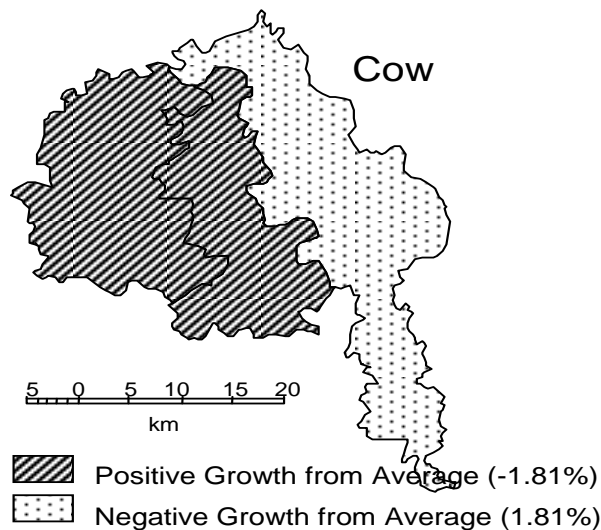 Cow
5 0 5 10 15 20
km
Positive Growth from Average (-1.81%)
Negative Growth from Average (1.81%)